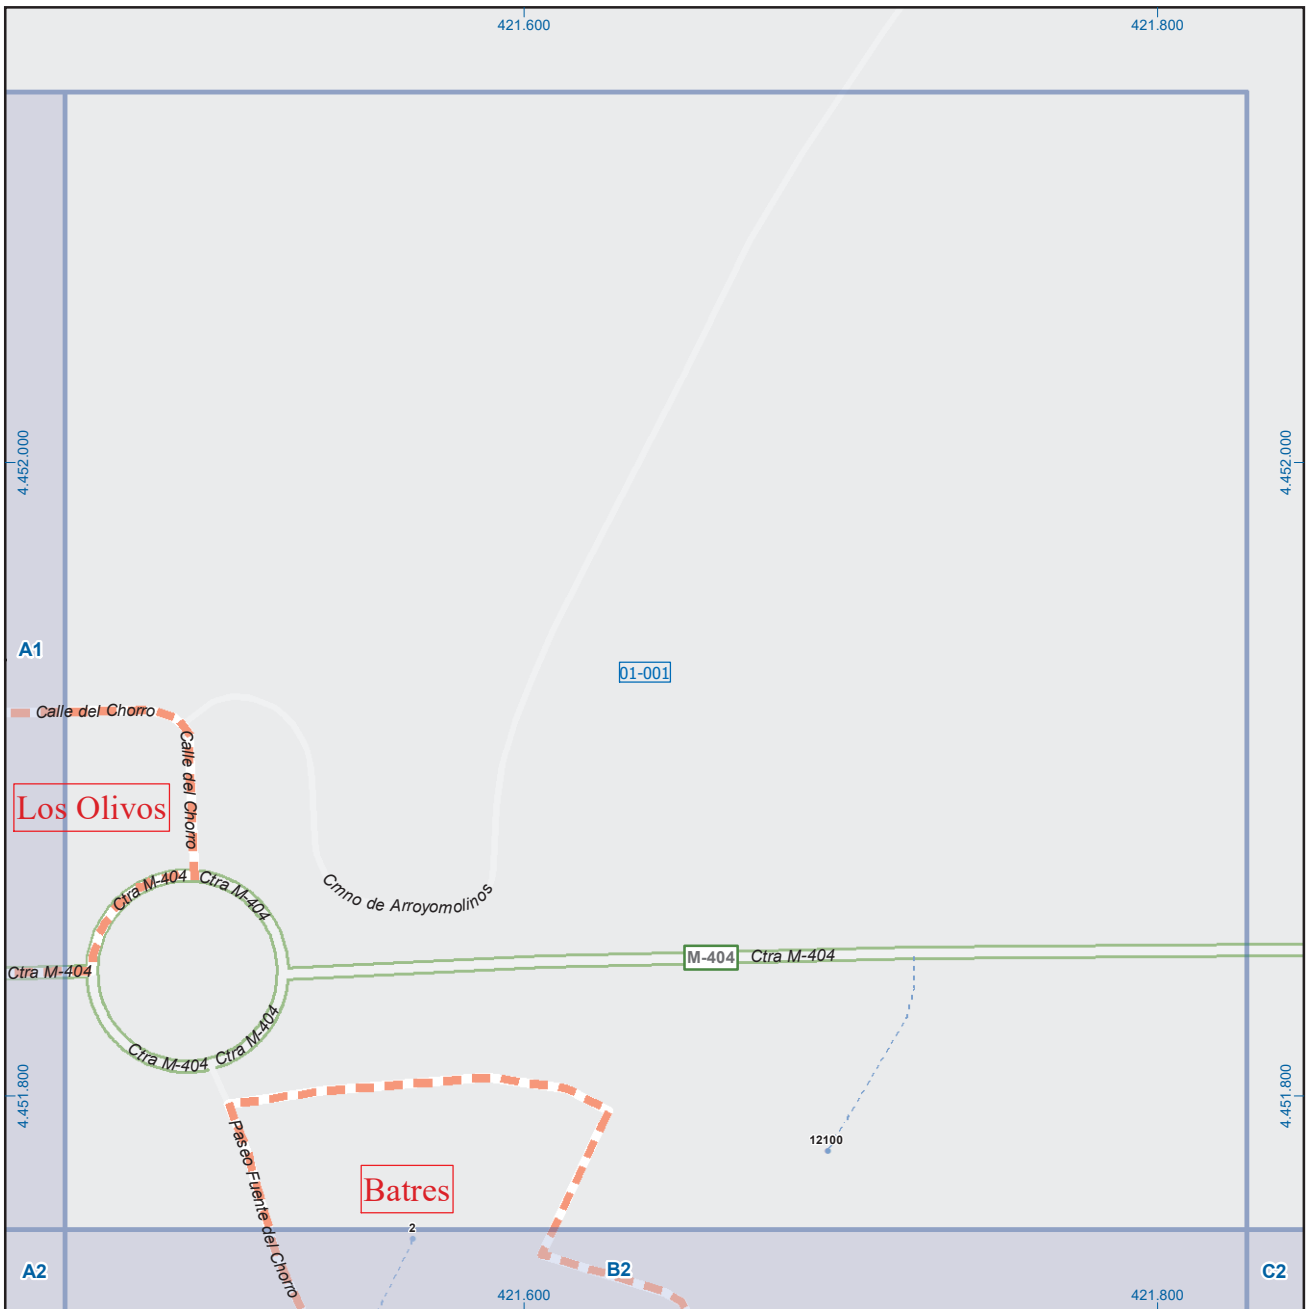 421.600
421.800
4.452.000
4.452.000
A1
01-001
Calle del Chorro
Calle del Chorro
Los Olivos
Ctra M-404
Ctra M-404
Cmno de Arroyomolinos
Ctra M-404
M-404
Ctra M-404
Ctra M-404
Ctra M-404
4.451.800
4.451.800
Paseo Fuente del Chorro
12100
Batres
2
A2
B2
C2
421.600
421.800